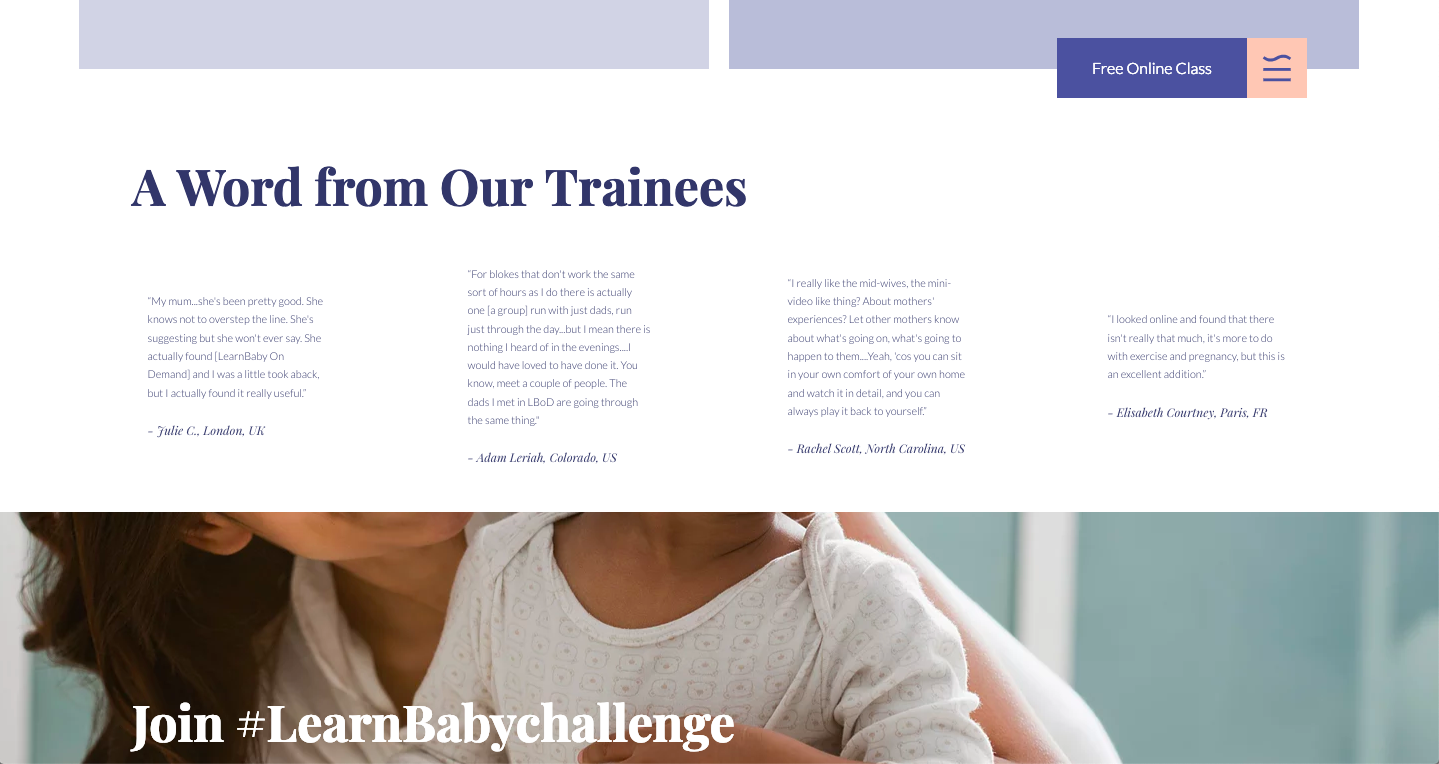 Free Online Class
A Word from Our Trainees
“My mum...she's been pretty good. She
knows not to overstep the line. She's
suggesting but she won't ever say. She
actually found [LearnBaby On
Demand] and I was a little took aback,
but I actually found it really useful.”
– Julie C., London, UK
“For blokes that don't work the same
sort of hours as I do there is actually
one [a group] run with just dads, run
just through the day...but I mean there is
nothing I heard of in the evenings....I
would have loved to have done it. You
know, meet a couple of people. The
dads I met in LBoD are going through
the same thing."
– Adam Leriah, Colorado, US
“I really like the mid-wives, the mini-
video like thing? About mothers'
experiences? Let other mothers know
about what's going on, what's going to
happen to them....Yeah, 'cos you can sit
in your own comfort of your own home
and watch it in detail, and you can
always play it back to yourself.”
– Rachel Scott, North Carolina, US
“I looked online and found that there
isn't really that much, it's more to do
with exercise and pregnancy, but this is
an excellent addition.”
– Elisabeth Courtney, Paris, FR
Join #LearnBabychallenge